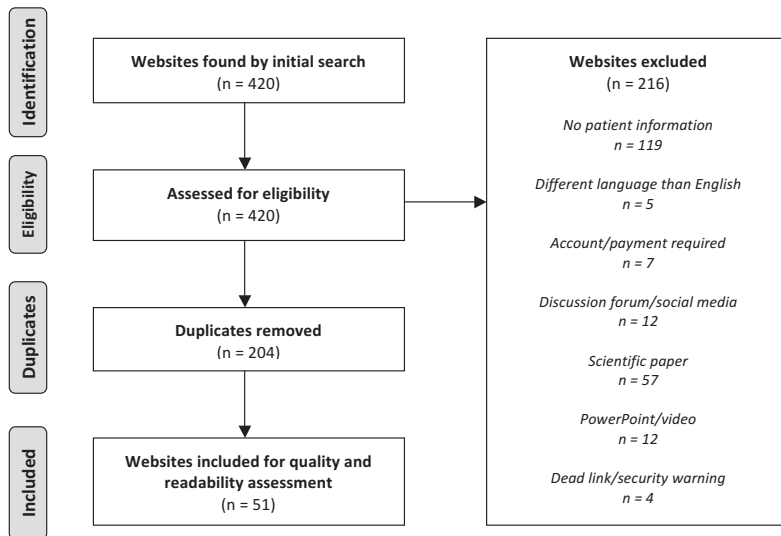 Identification
Websites found by initial search
(n = 420)
Eligibility
Assessed for eligibility
(n = 420)
Duplicates
Duplicates removed
(n = 204)
Included
Websites included for quality and
readability assessment
(n = 51)
Websites excluded
(n = 216)
No patient information
n = 119
Different language than English
n = 5
Account/payment required
n = 7
Discussion forum/social media
n = 12
Scientific paper
n = 57
PowerPoint/video
n = 12
Dead link/security warning
n = 4